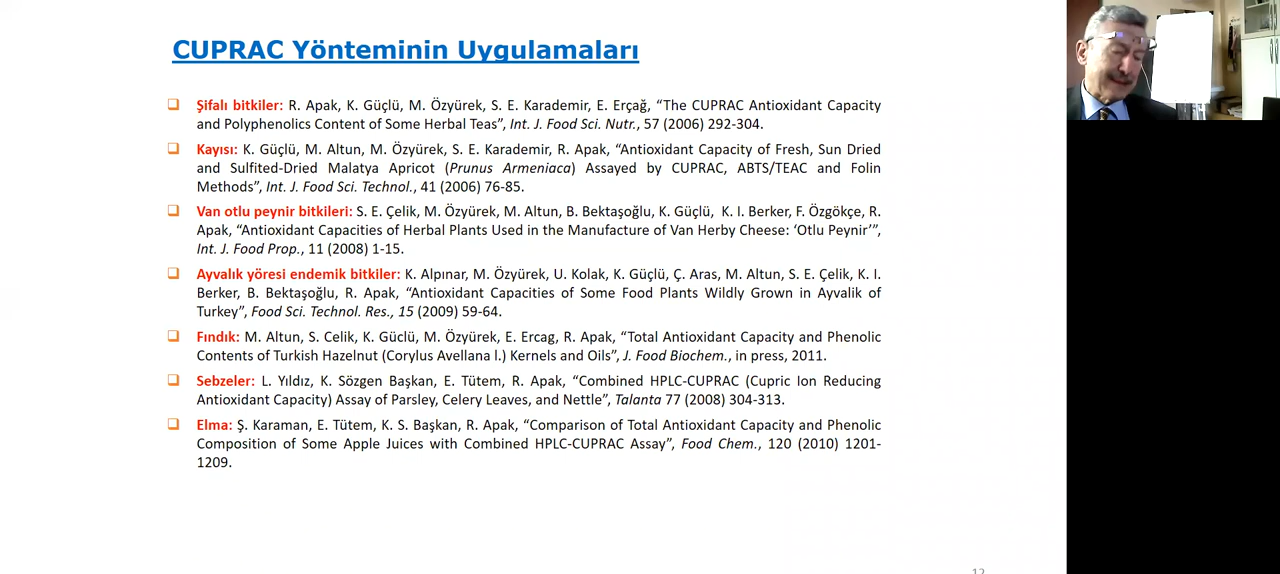 CUPRAC Yönteminin Uygulamaları
Şifalı bitkiler: R. Apak, K. Güçlü, M. Özyürek, S. E. Karademir, E. Erçağ, “The CUPRAC Antioxidant Capacity
and Polyphenolics Content of Some Herbal Teas”, Int. J. Food Sci. Nutr., 57 (2006) 292-304.
Kayısı: K. Güçlü, M. Altun, M. Özyürek, S. E. Karademir, R. Apak, “Antioxidant Capacity of Fresh, Sun Dried
and Sulfited-Dried Malatya Apricot (Prunus Armeniaca) Assayed by CUPRAC, ABTS/TEAC and Folin
Methods”, Int. J. Food Sci. Technol., 41 (2006) 76-85.
Van otlu peynir bitkileri: S. E. Çelik, M. Özyürek, M. Altun, B. Bektaşoğlu, K. Güçlü, K. I. Berker, F. Özgökçe, R.
Apak, “Antioxidant Capacities of Herbal Plants Used in the Manufacture of Van Herby Cheese: ‘Otlu Peynir’”,
Int. J. Food Prop., 11 (2008) 1-15.
Ayvalık yöresi endemik bitkiler: K. Alpınar, M. Özyürek, U. Kolak, K. Güçlü, Ç. Aras, M. Altun, S. E. Çelik, K. I.
Berker, B. Bektaşoğlu, R. Apak, “Antioxidant Capacities of Some Food Plants Wildly Grown in Ayvalik of
Turkey”, Food Sci. Technol. Res., 15 (2009) 59-64.
Fındık: M. Altun, S. Celik, K. Güclü, M. Özyürek, E. Ercag, R. Apak, “Total Antioxidant Capacity and Phenolic
Contents of Turkish Hazelnut (Corylus Avellana l.) Kernels and Oils”, J. Food Biochem., in press, 2011.
Sebzeler: L. Yıldız, K. Sözgen Başkan, E. Tütem, R. Apak, “Combined HPLC-CUPRAC (Cupric Ion Reducing
Antioxidant Capacity) Assay of Parsley, Celery Leaves, and Nettle”, Talanta 77 (2008) 304-313.
Elma: Ş. Karaman, E. Tütem, K. S. Başkan, R. Apak, “Comparison of Total Antioxidant Capacity and Phenolic
Composition of Some Apple Juices with Combined HPLC-CUPRAC Assay”, Food Chem., 120 (2010) 1201-
1209.
12